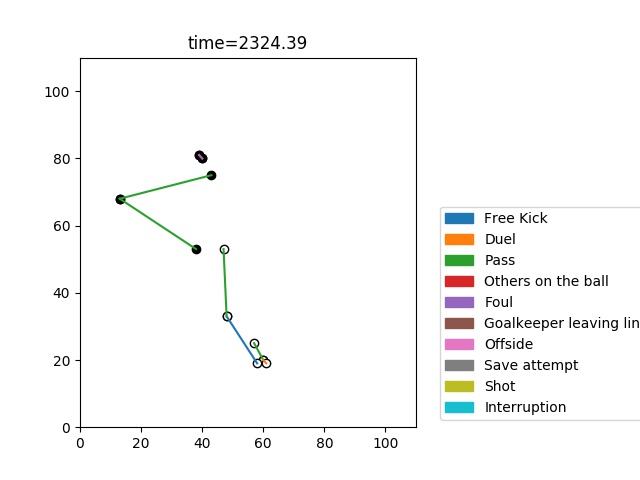 time=2324.39
100
80
60
40
20
0
0 20 40 60 80 100
Free Kick
Duel
Pass
Others on the ball
Foul
Goalkeeper leaving lin
Offside
Save attempt
Shot
Interruption